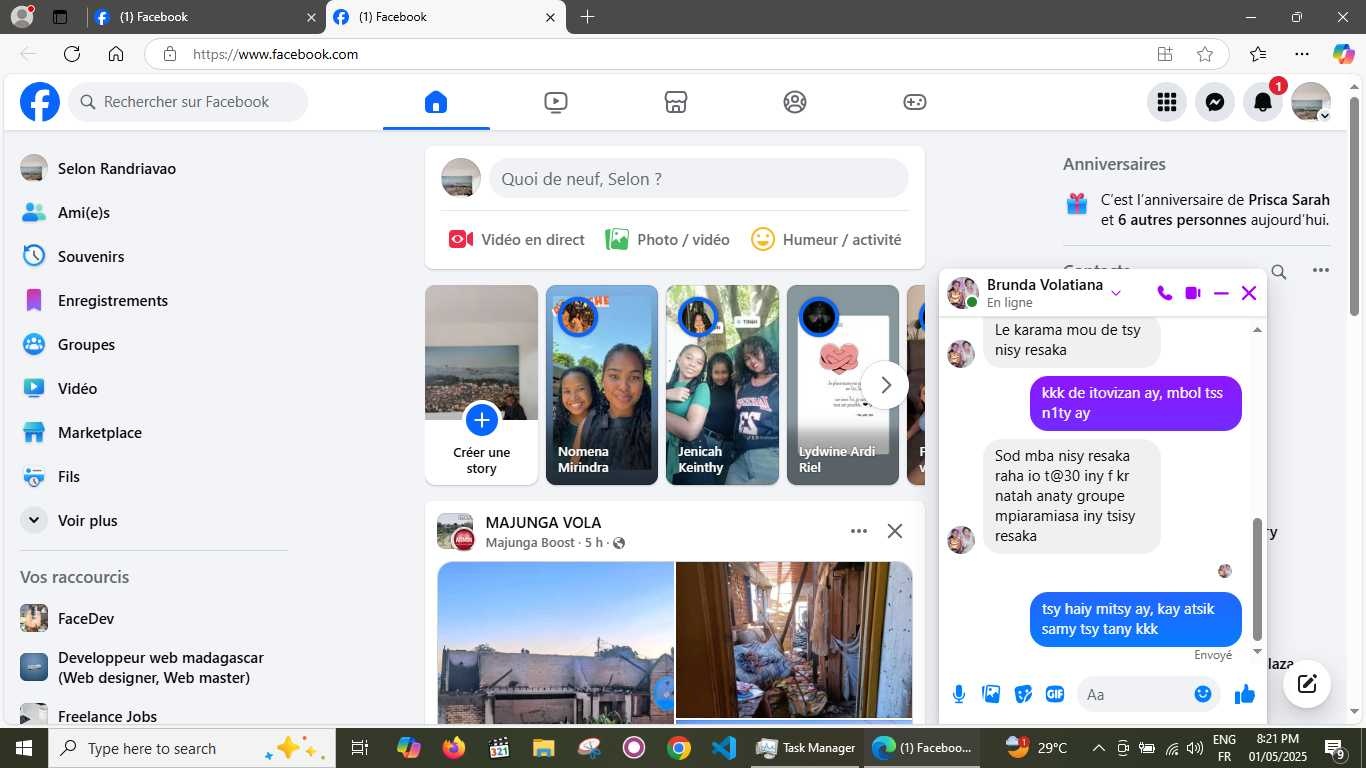 (1) Facebook
(1) Facebook
https://www.facebook.com
Rechercher sur Facebook
1
Selon Randriavao
Ami(e)s
Souvenirs
Enregistrements
Groupes
Vidéo
Marketplace
Fils
Voir plus
Vos raccourcis
FaceDev
Developpeur web madagascar
(Web designer, Web master)
Freelance Jobs
Quoi de neuf, Selon ?
Vidéo en direct
Photo / vidéo
Humeur / activité
Créer une
story
Nomena
Mirindra
Jenicah
Keinthy
Lydwine Ardi
Riel
MAJUNGA VOLA
Majunga Boost · 5 h ·
Anniversaires
C'est l'anniversaire de Prisca Sarah
et 6 autres personnes aujourd'hui.
Contacts
Brunda Volatiana
En ligne
Le karama mou de tsy
nisy resaka
kkk de itovizan ay, mbol tss
n1ty ay
Sod mba nisy resaka
raha io t@30 iny f kr
natah anaty groupe
mpiaramiasa iny tsisy
resaka
tsy haiy mitsy ay, kay atsik
samy tsy tany kkk
Envoyé
GIF
Aa
Type here to search
321
Task Manager
(1) Faceboo...
1
29°C
ENG
FR
8:21 PM
01/05/2025
9